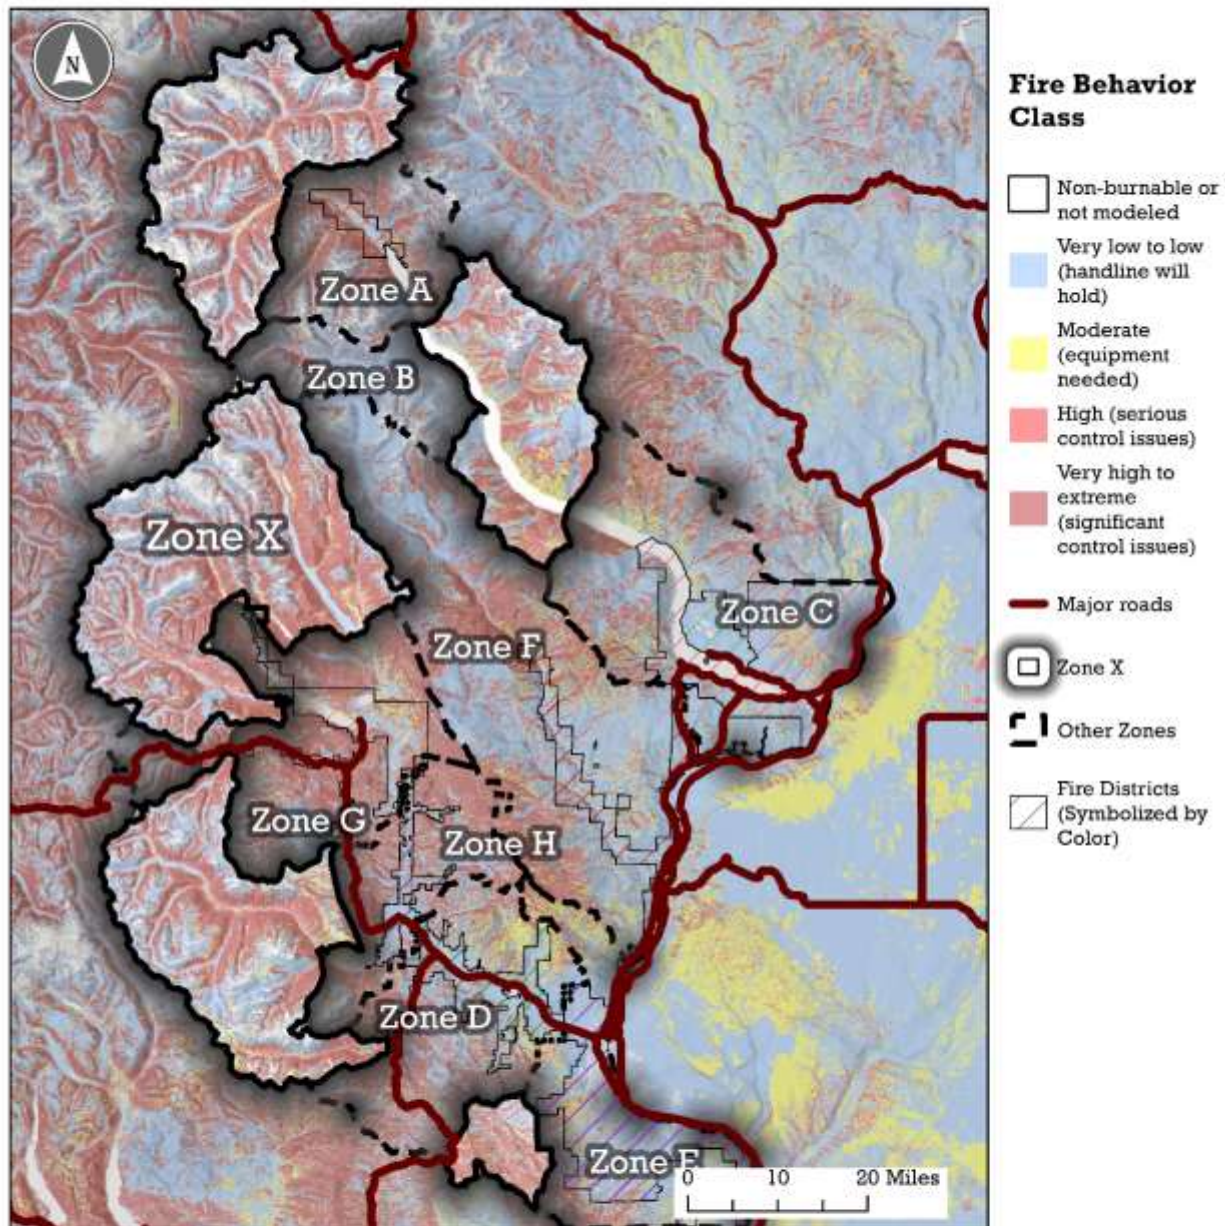 N
Zone A
Zone B
Zone X
Zone C
Zone F
Zone G
Zone H
Zone D
Zone E
0 10 20 Miles
Fire Behavior
Class
Non-burnable or
not modeled
Very low to low
(handline will
hold)
Moderate
(equipment
needed)
High (serious
control issues)
Very high to
extreme
(significant
control issues)
Major roads
Zone X
Other Zones
Fire Districts
(Symbolized by
Color)